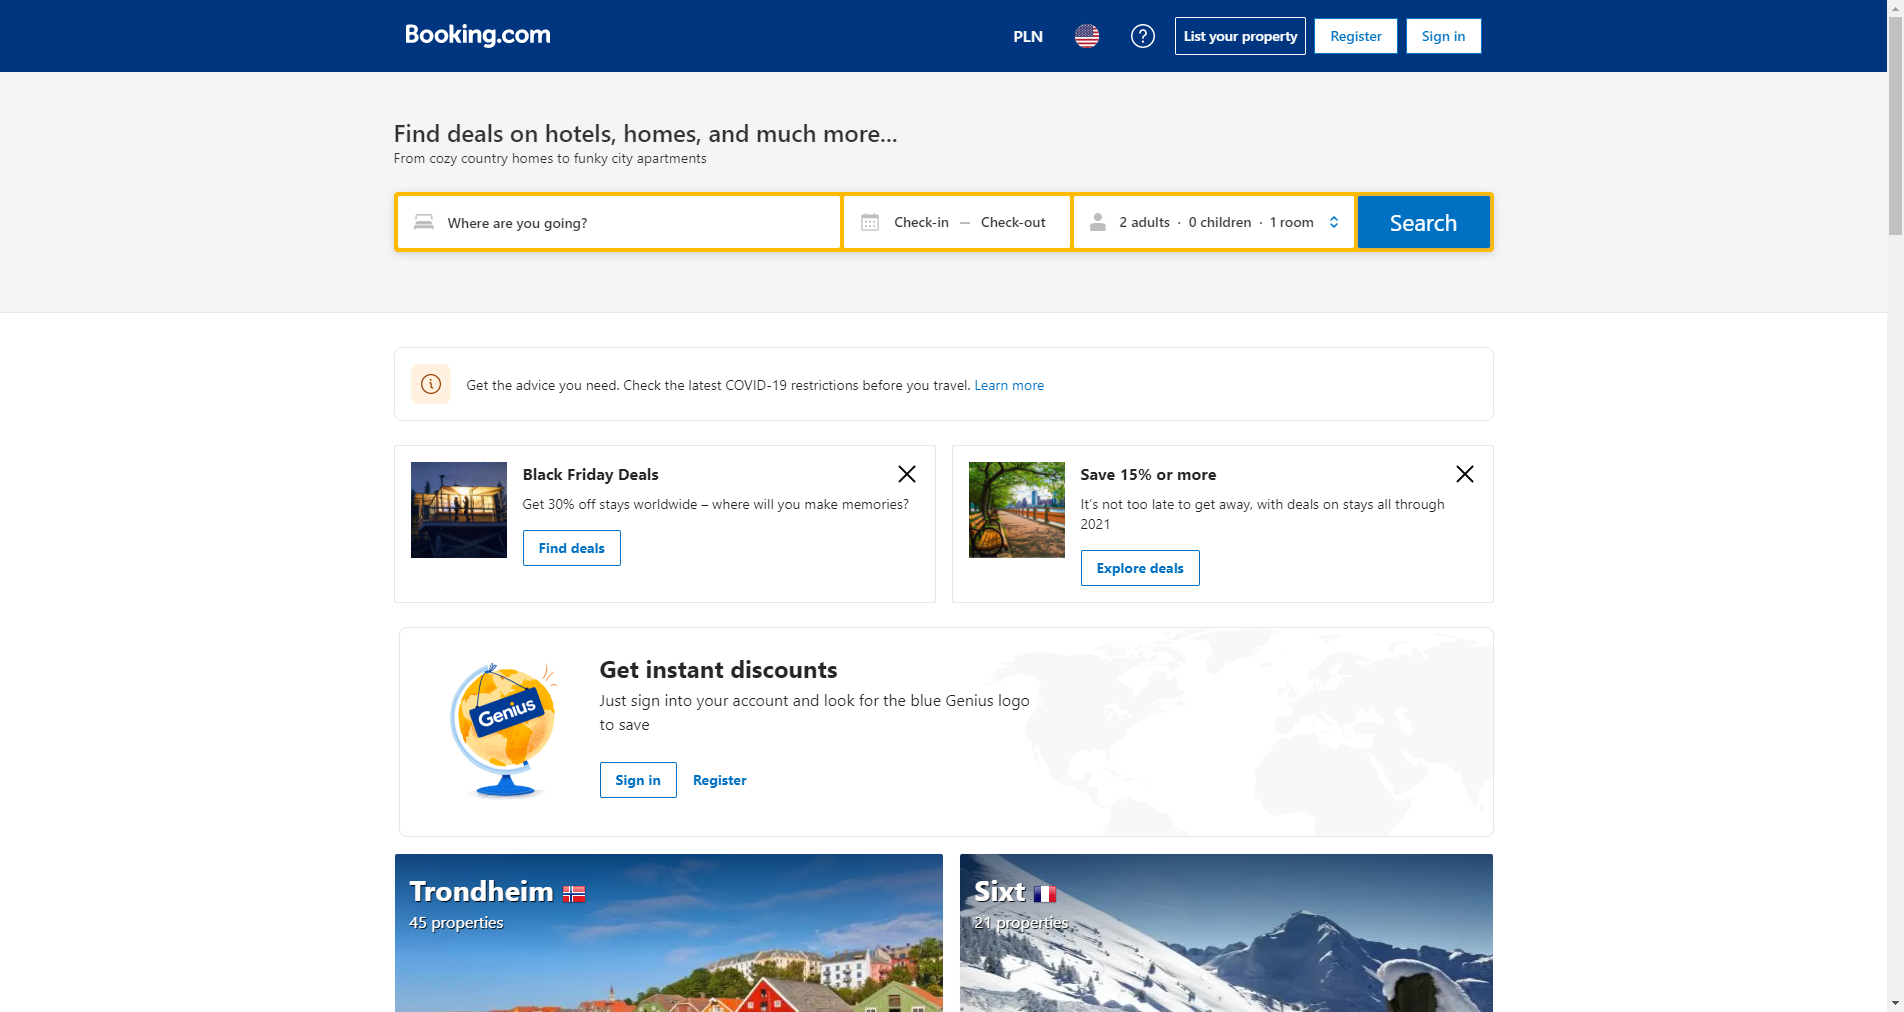 Booking.com
PLN
List your property
Register
Sign in
Find deals on hotels, homes, and much more...
From cozy country homes to funky city apartments
Where are you going?
Check-in — Check-out
2 adults · 0 children · 1 room
Search
Get the advice you need. Check the latest COVID-19 restrictions before you travel. Learn more
Black Friday Deals
Get 30% off stays worldwide – where will you make memories?
Find deals
Save 15% or more
It's not too late to get away, with deals on stays all through
2021
Explore deals
Genius
Get instant discounts
Just sign into your account and look for the blue Genius logo
to save
Sign in
Register
Trondheim
45 properties
Sixt
21 properties